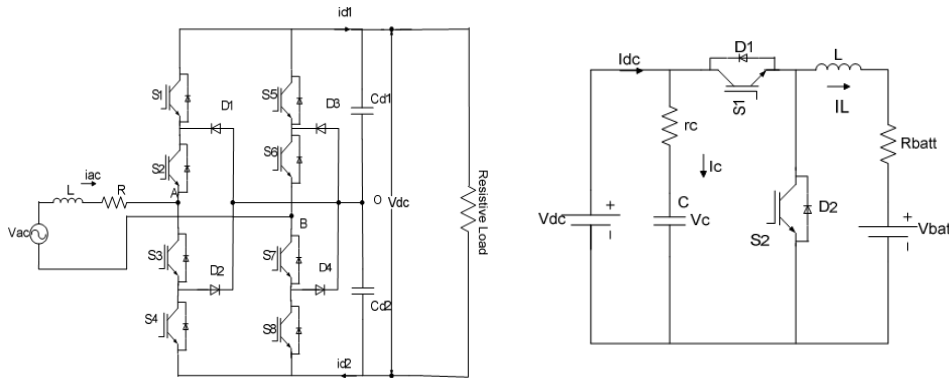 id1
S1
D1
S5
D3
Cd1
S2
S6
L
iac
R
A
O
Vdc
Resistive Load
Vac
B
S3
S7
D2
D4
Cd2
S4
S8
id2
D1
Idc
L
S1
IL
rc
Rbatt
Ic
C
Vc
Vdc
+
-
D2
S2
+
-
Vbat